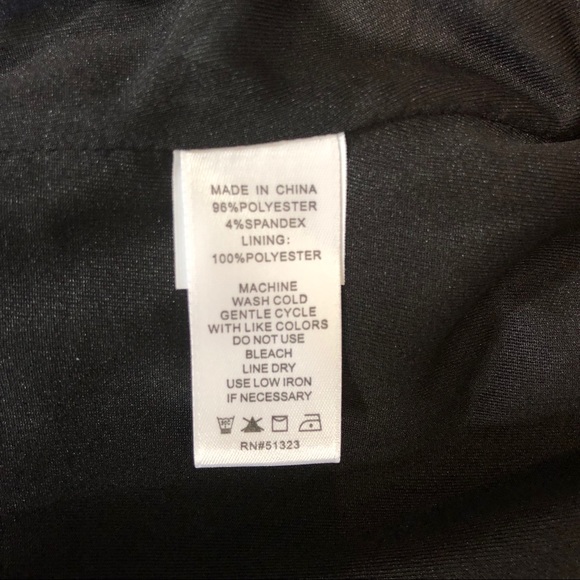 MADE IN CHINA
96%POLYESTER
4%SPANDEX
LINING:
100%POLYESTER
MACHINE
WASH COLD
GENTLE CYCLE
WITH LIKE COLORS
DO NOT USE
BLEACH
LINE DRY
USE LOW IRON
IF NECESSARY
RN#51323